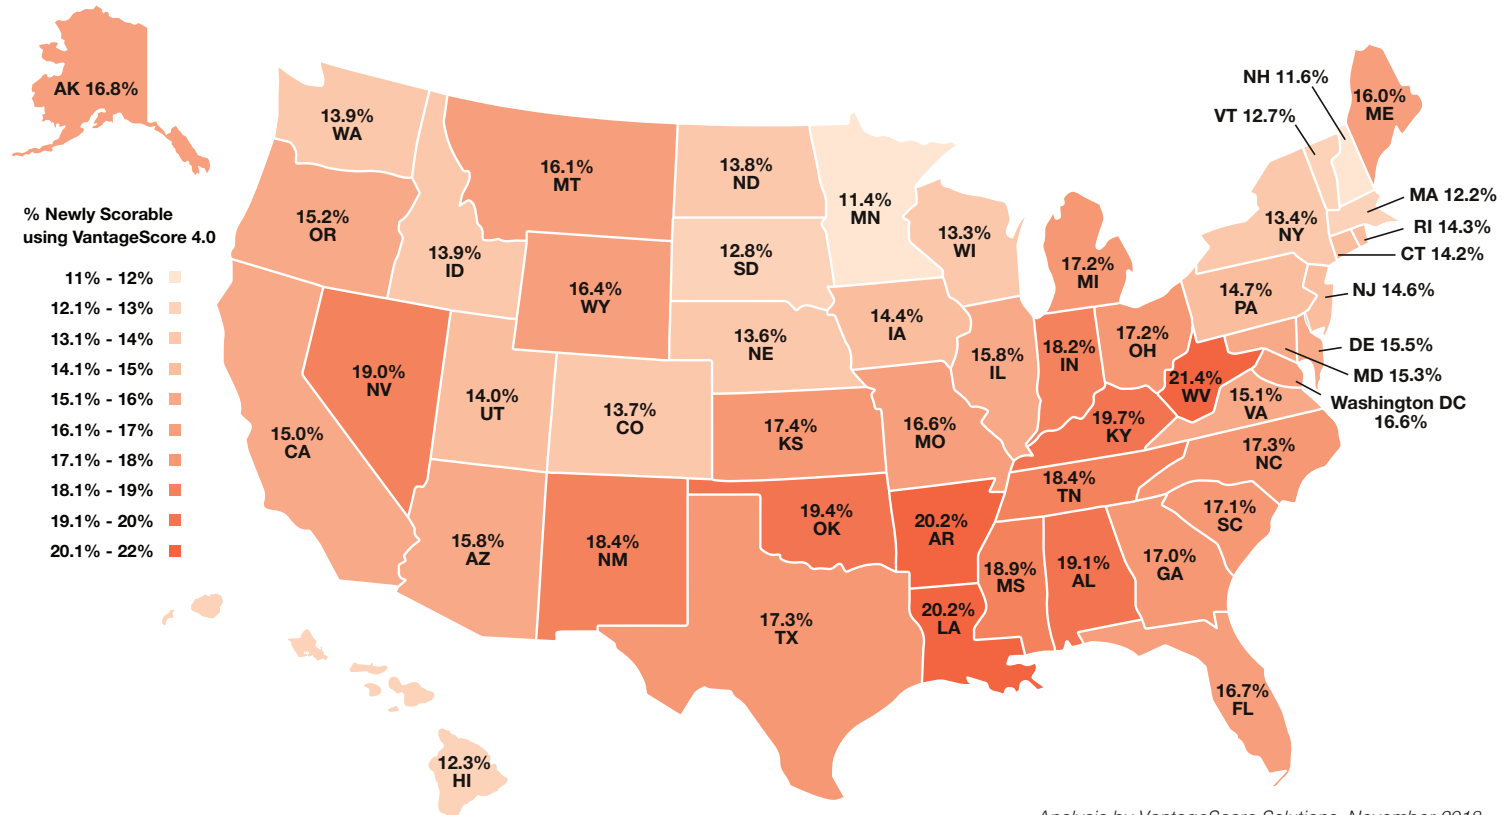 AK 16.8%
% Newly Scorable
using VantageScore 4.0
11% - 12%
12.1% - 13%
13.1% - 14%
14.1% - 15%
15.1% - 16%
16.1% - 17%
17.1% - 18%
18.1% - 19%
19.1% - 20%
20.1% - 22%
13.9%
WA
15.2%
OR
13.9%
ID
16.1%
MT
13.8%
ND
11.4%
MN
12.8%
SD
13.3%
WI
16.4%
WY
13.6%
NE
14.4%
IA
17.2%
MI
19.0%
NV
14.0%
UT
13.7%
CO
15.0%
CA
17.4%
KS
16.6%
MO
15.8%
IL
18.2%
IN
17.2%
OH
21.4%
WV
19.7%
KY
15.1%
VA
17.3%
NC
18.4%
TN
17.1%
SC
15.8%
AZ
18.4%
NM
19.4%
OK
20.2%
AR
18.9%
MS
19.1%
AL
17.0%
GA
17.3%
TX
20.2%
LA
16.7%
FL
12.3%
HI
NH 11.6%
VT 12.7%
16.0%
ME
MA 12.2%
13.4%
NY
RI 14.3%
CT 14.2%
14.7%
PA
NJ 14.6%
DE 15.5%
MD 15.3%
Washington DC
16.6%